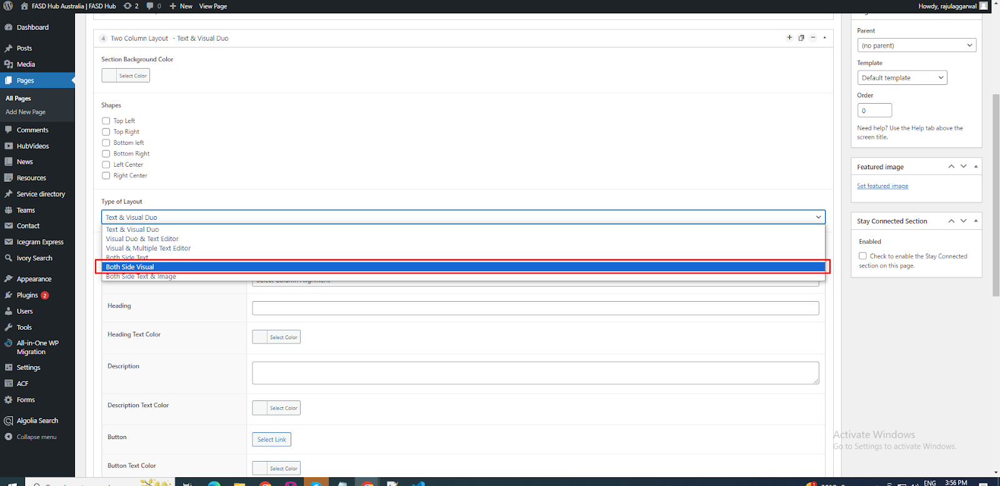 FASD Hub Australia | FASD Hub 2 0 New View Page Howdy, rajulaggarwal
Dashboard
Posts
Media
Pages
All Pages
Add New Page
Comments
HubVideos
News
Resources
Service directory
Teams
Contact
Icegram Express
Ivory Search
Appearance
Plugins 2
Users
Tools
All-in-One WP
Migration
Settings
ACF
Forms
Algolia Search
Collapse menu
4 Two Column Layout - Text & Visual Duo
Section Background Color
Select Color
Shapes
Top Left
Top Right
Bottom left
Bottom Right
Left Center
Right Center
Type of Layout
Text & Visual Duo
Text & Visual Duo
Visual Duo & Text Editor
Visual & Multiple Text Editor
Both Side Text
Both Side Visual
Both Side Text & Image
Select Column Alignment
Heading
Heading Text Color
Select Color
Description
Description Text Color
Select Color
Button
Select Link
Button Text Color
Select Color
Parent
(no parent)
Template
Default template
Order
0
Need help? Use the Help tab above the
screen title.
Featured image
Set featured image
Stay Connected Section
Enabled
Check to enable the Stay Connected
section on this page.
Activate Windows
Go to Settings to activate Windows.
ENG 3:56 PM